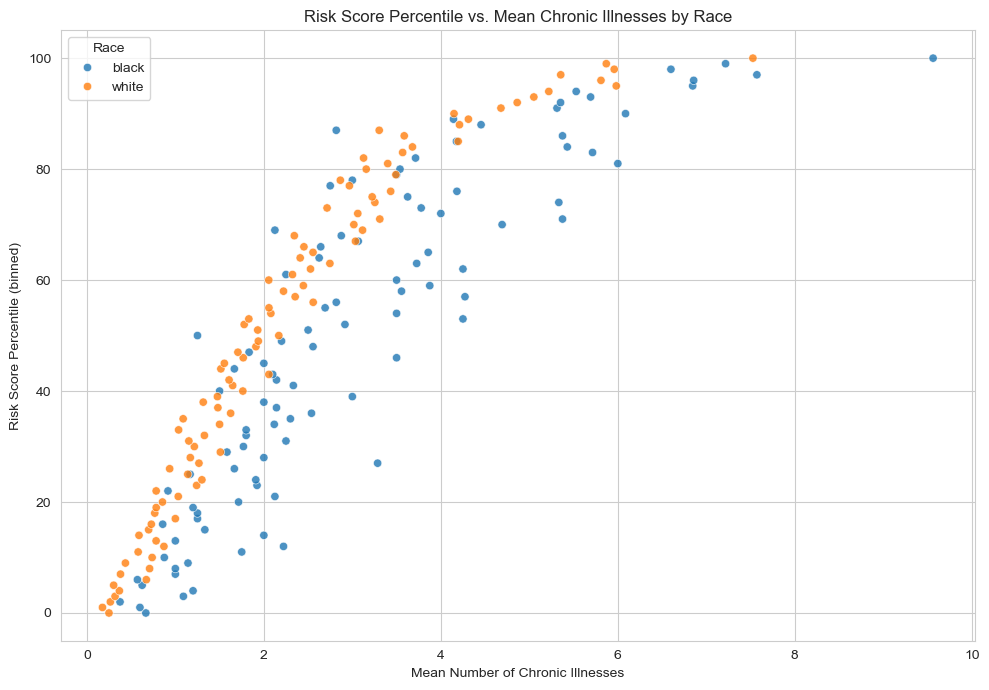 Risk Score Percentile vs. Mean Chronic Illnesses by Race
Race
black
white
100
80
60
40
20
0
Risk Score Percentile (binned)
0 2 4 6 8 10
Mean Number of Chronic Illnesses